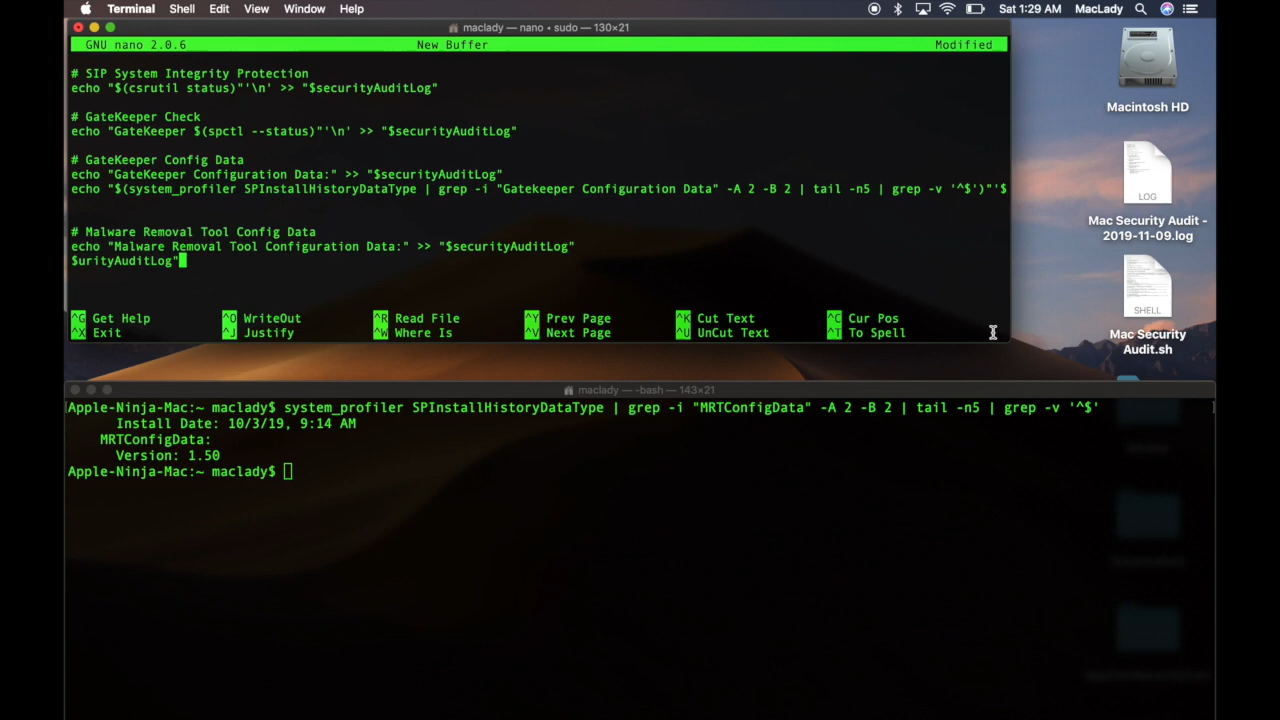 Terminal Shell Edit View Window Help Sat 1:29 AM MacLady
maclady — nano • sudo — 130×21
GNU nano 2.0.6 New Buffer Modified
# SIP System Integrity Protection
echo "$(csrutil status)"'\n' >> "$securityAuditLog"
# GateKeeper Check
echo "GateKeeper $(spctl --status)"'\n' >> "$securityAuditLog"
# GateKeeper Config Data
echo "GateKeeper Configuration Data:" >> "$securityAuditLog"
echo "$(system_profiler SPInstallHistoryDataType | grep -i "Gatekeeper Configuration Data" -A 2 -B 2 | tail -n5 | grep -v '^$')"'$
# Malware Removal Tool Config Data
echo "Malware Removal Tool Configuration Data:" >> "$securityAuditLog"
$urityAuditLog"
^G Get Help ^O WriteOut ^R Read File ^Y Prev Page ^K Cut Text ^C Cur Pos
^X Exit ^J Justify ^W Where Is ^V Next Page ^U UnCut Text ^T To Spell
Macintosh HD
LOG
Mac Security Audit -
2019-11-09.log
SHELL
Mac Security
Audit.sh
maclady — -bash — 143×21
Apple-Ninja-Mac:~ maclady$ system_profiler SPInstallHistoryDataType | grep -i "MRTConfigData" -A 2 -B 2 | tail -n5 | grep -v '^$'
Install Date: 10/3/19, 9:14 AM
MRTConfigData:
Version: 1.50
Apple-Ninja-Mac:~ maclady$